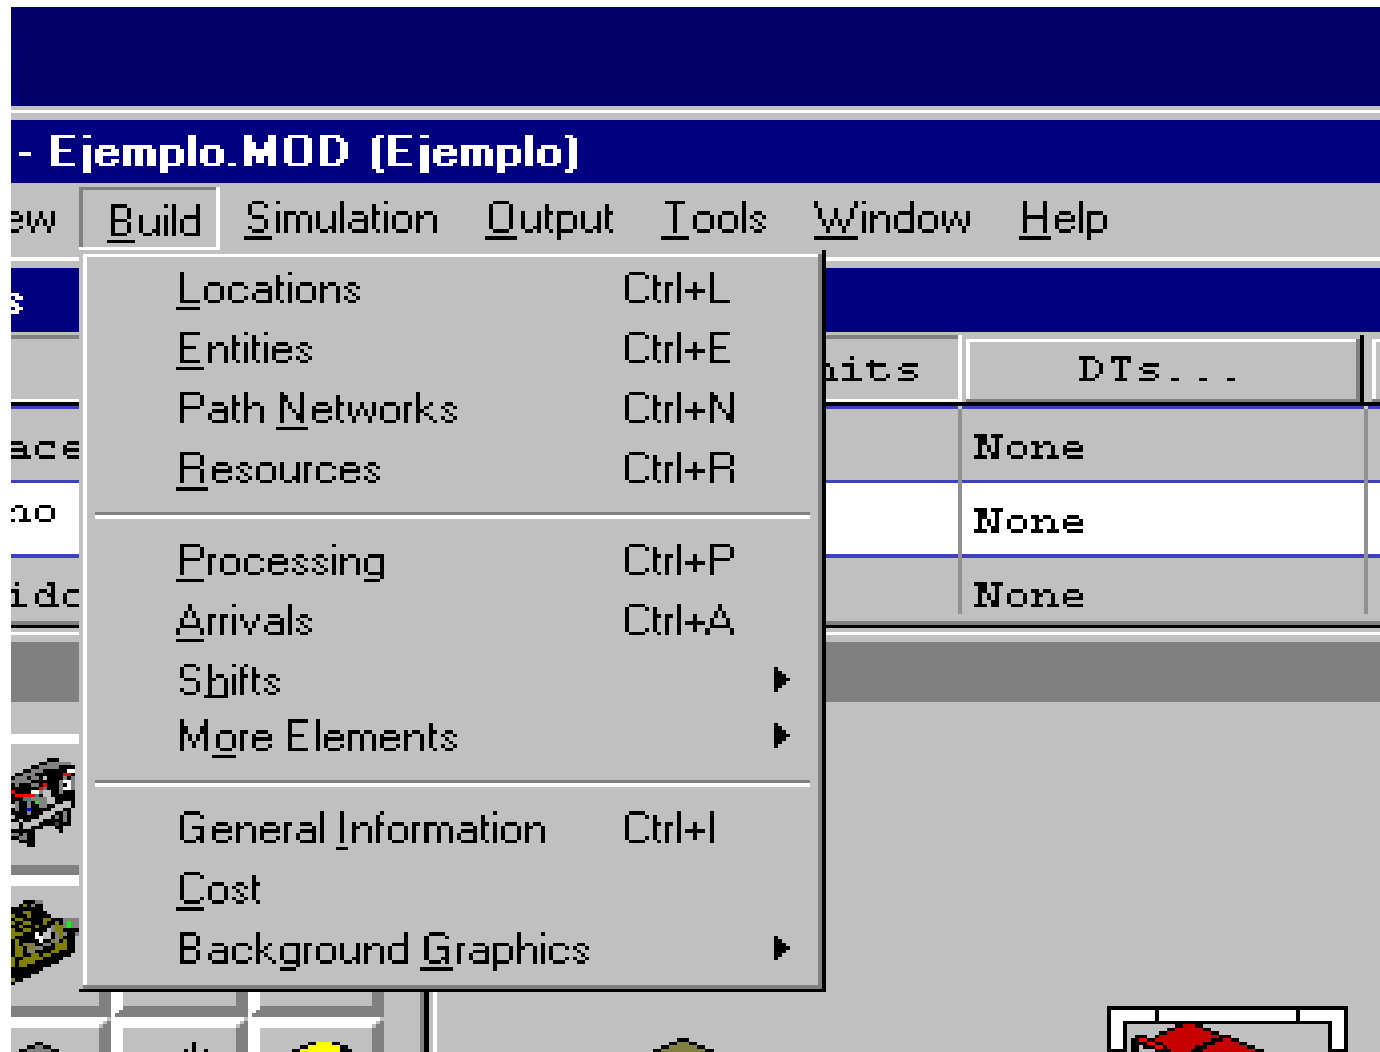 - Ejemplo.MOD (Ejemplo)
Build Simulation Output Tools Window Help
Locations Ctrl+L
Entities Ctrl+E
DTs...
Path Networks Ctrl+N
None
Resources Ctrl+R
None
Processing Ctrl+P
None
Arrivals Ctrl+A
Shifts
More Elements
General Information Ctrl+I
Cost
Background Graphics